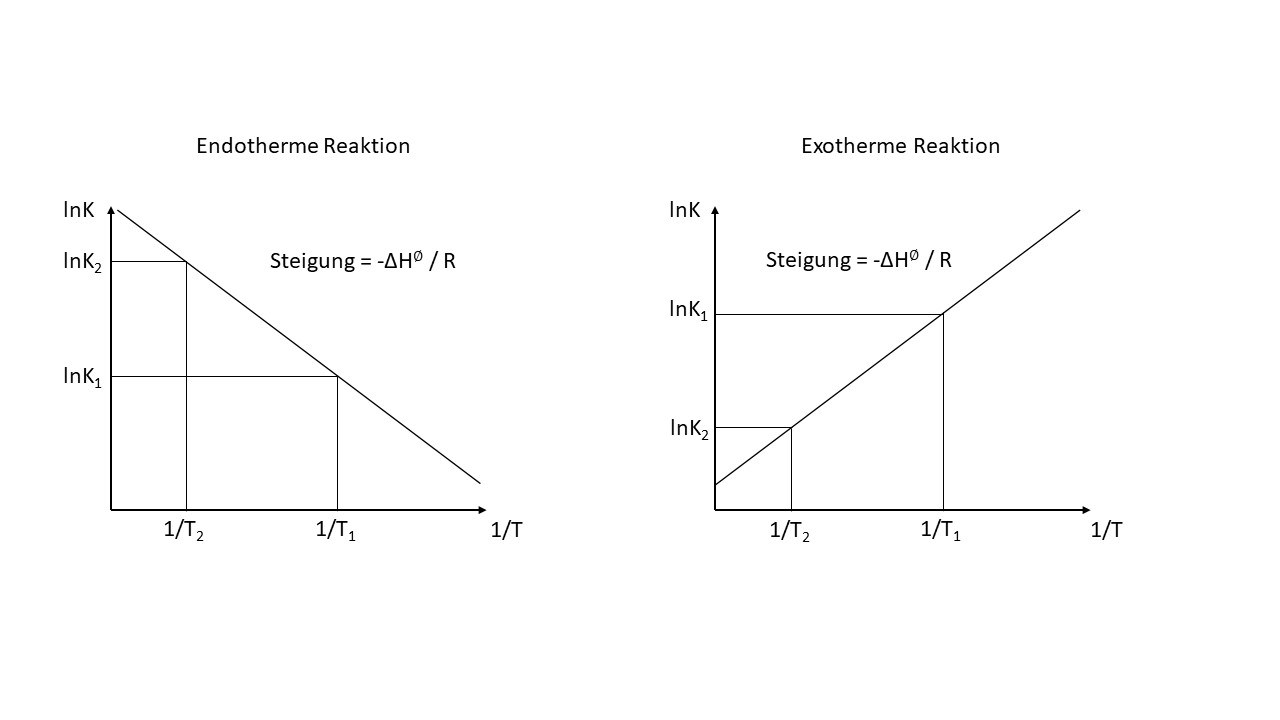 Endotherme Reaktion
lnK
lnK₂
Steigung = -ΔH^Ø / R
lnK₁
1/T₂
1/T₁
1/T
Exotherme Reaktion
lnK
Steigung = -ΔH^Ø / R
lnK₁
lnK₂
1/T₂
1/T₁
1/T